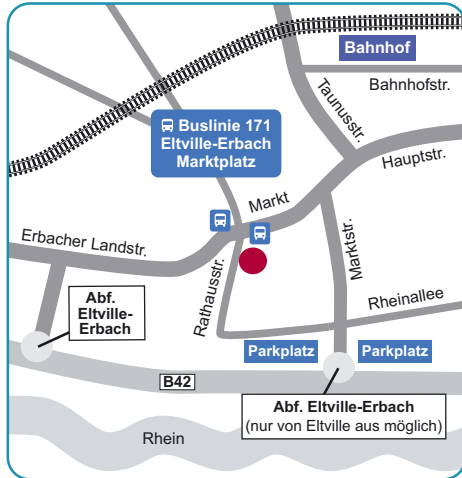 Bahnhof
Bahnhofstr.
Taunusstr.
Buslinie 171
Eltville-Erbach
Marktplatz
Hauptstr.
Markt
Erbacher Landstr.
Marktstr.
Rathausstr.
Abf.
Eltville-
Erbach
Rheinallee
Parkplatz
Parkplatz
B42
Abf. Eltville-Erbach
(nur von Eltville aus möglich)
Rhein